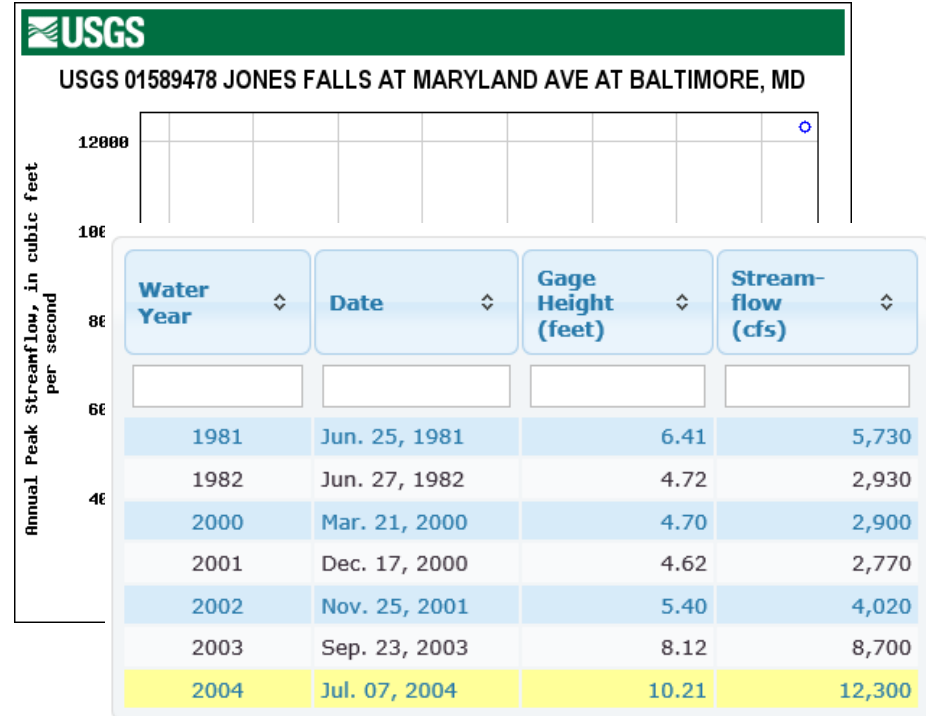 USGS
USGS 01589478 JONES FALLS AT MARYLAND AVE AT BALTIMORE, MD
Annual Peak Streamflow, in cubic feet
per second
12000
Water Year Date Gage Height (feet) Stream-flow (cfs)
1981 Jun. 25, 1981 6.41 5,730
1982 Jun. 27, 1982 4.72 2,930
2000 Mar. 21, 2000 4.70 2,900
2001 Dec. 17, 2000 4.62 2,770
2002 Nov. 25, 2001 5.40 4,020
2003 Sep. 23, 2003 8.12 8,700
2004 Jul. 07, 2004 10.21 12,300